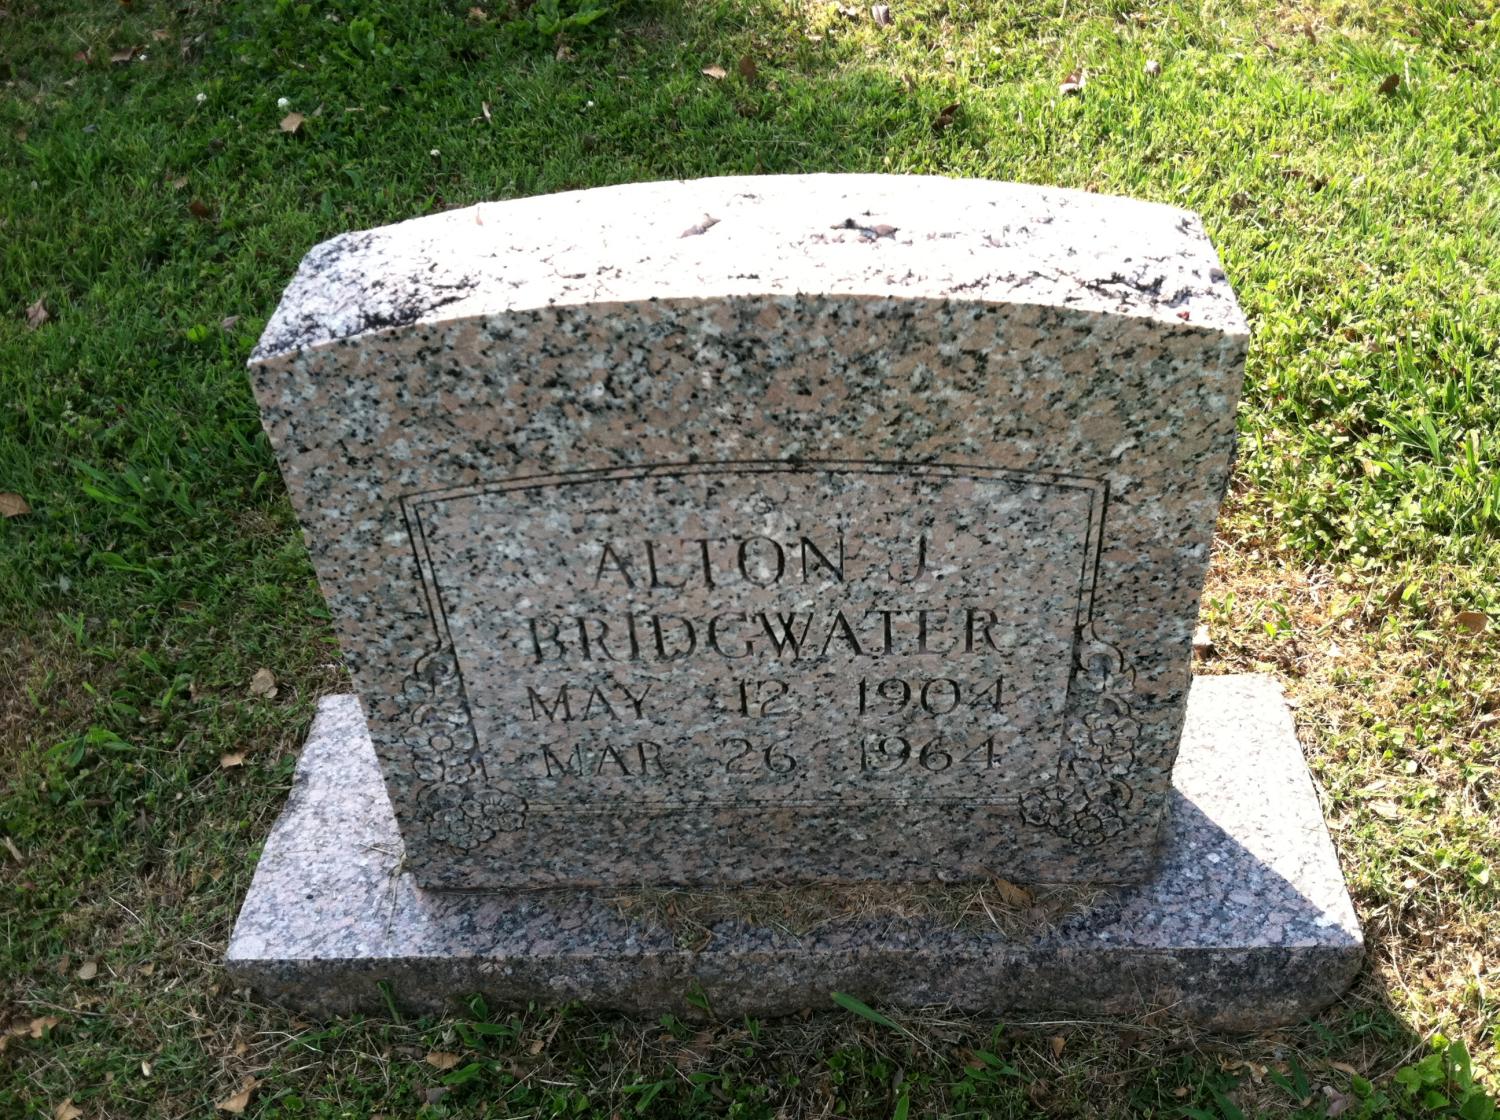 ALTON J.
BRIDGWATER
MAY 12 1904
MAR 26 1964